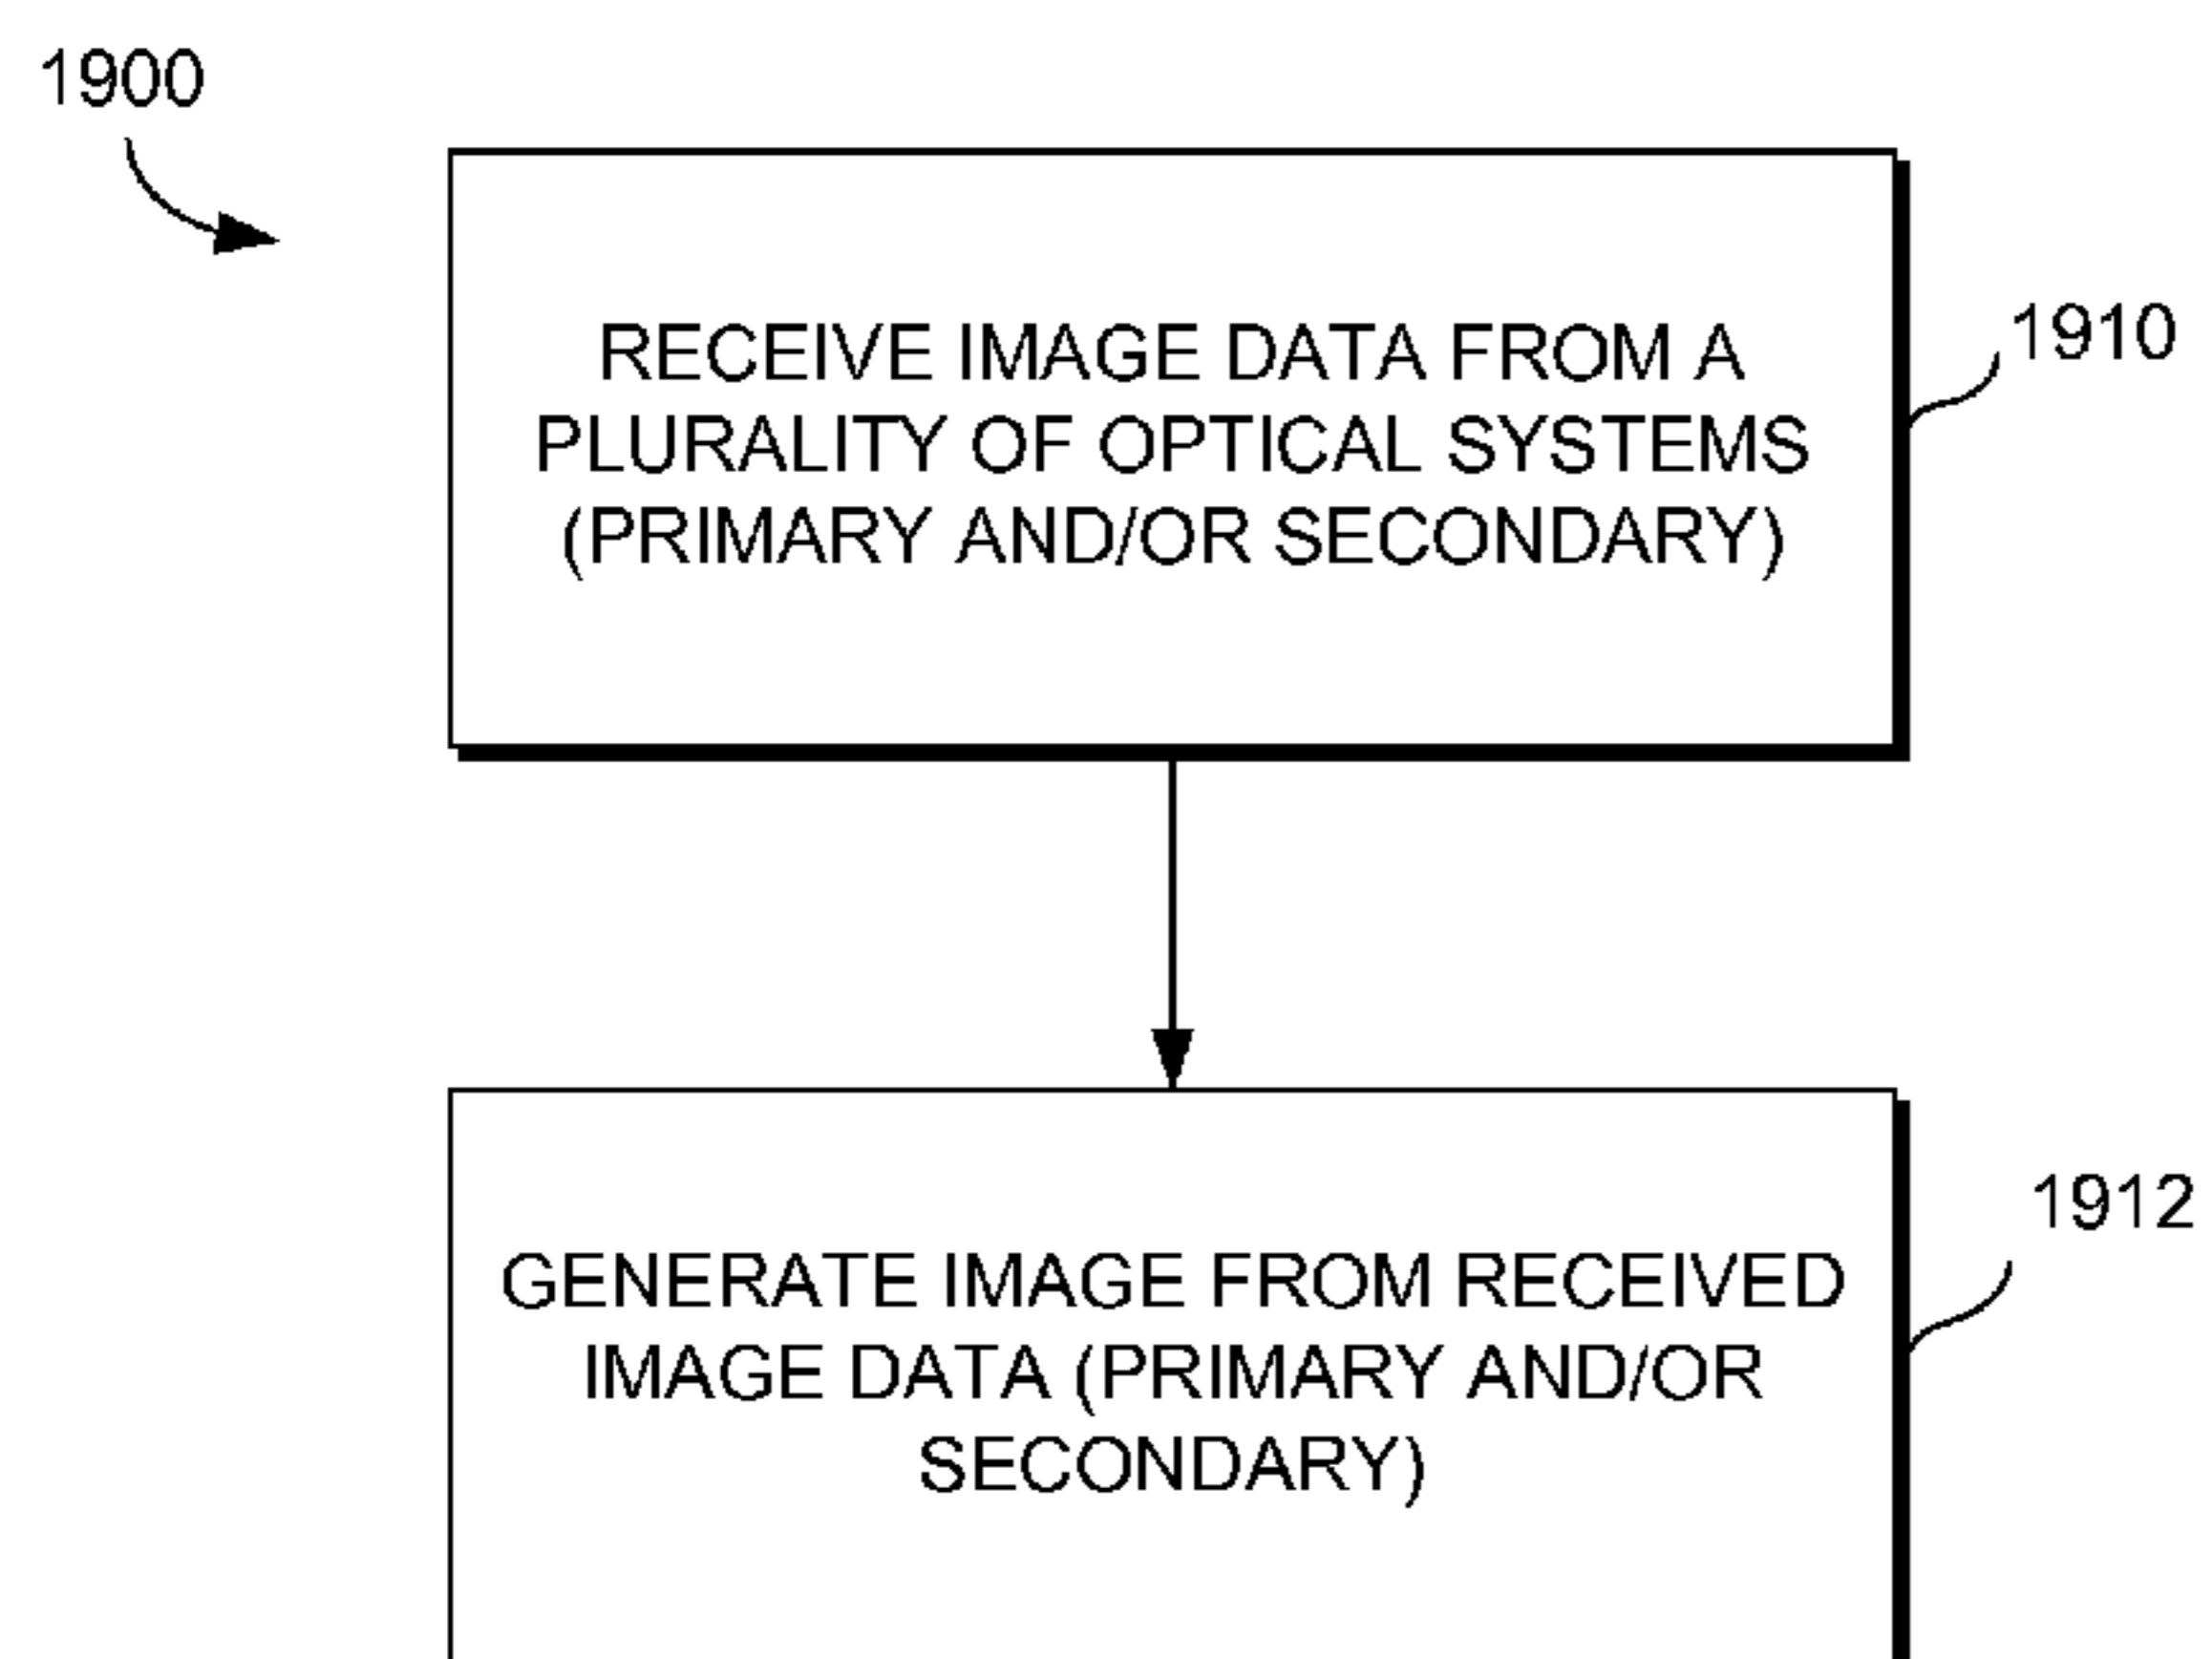 1900
RECEIVE IMAGE DATA FROM A
PLURALITY OF OPTICAL SYSTEMS
(PRIMARY AND/OR SECONDARY)
1910
GENERATE IMAGE FROM RECEIVED
IMAGE DATA (PRIMARY AND/OR
SECONDARY)
1912